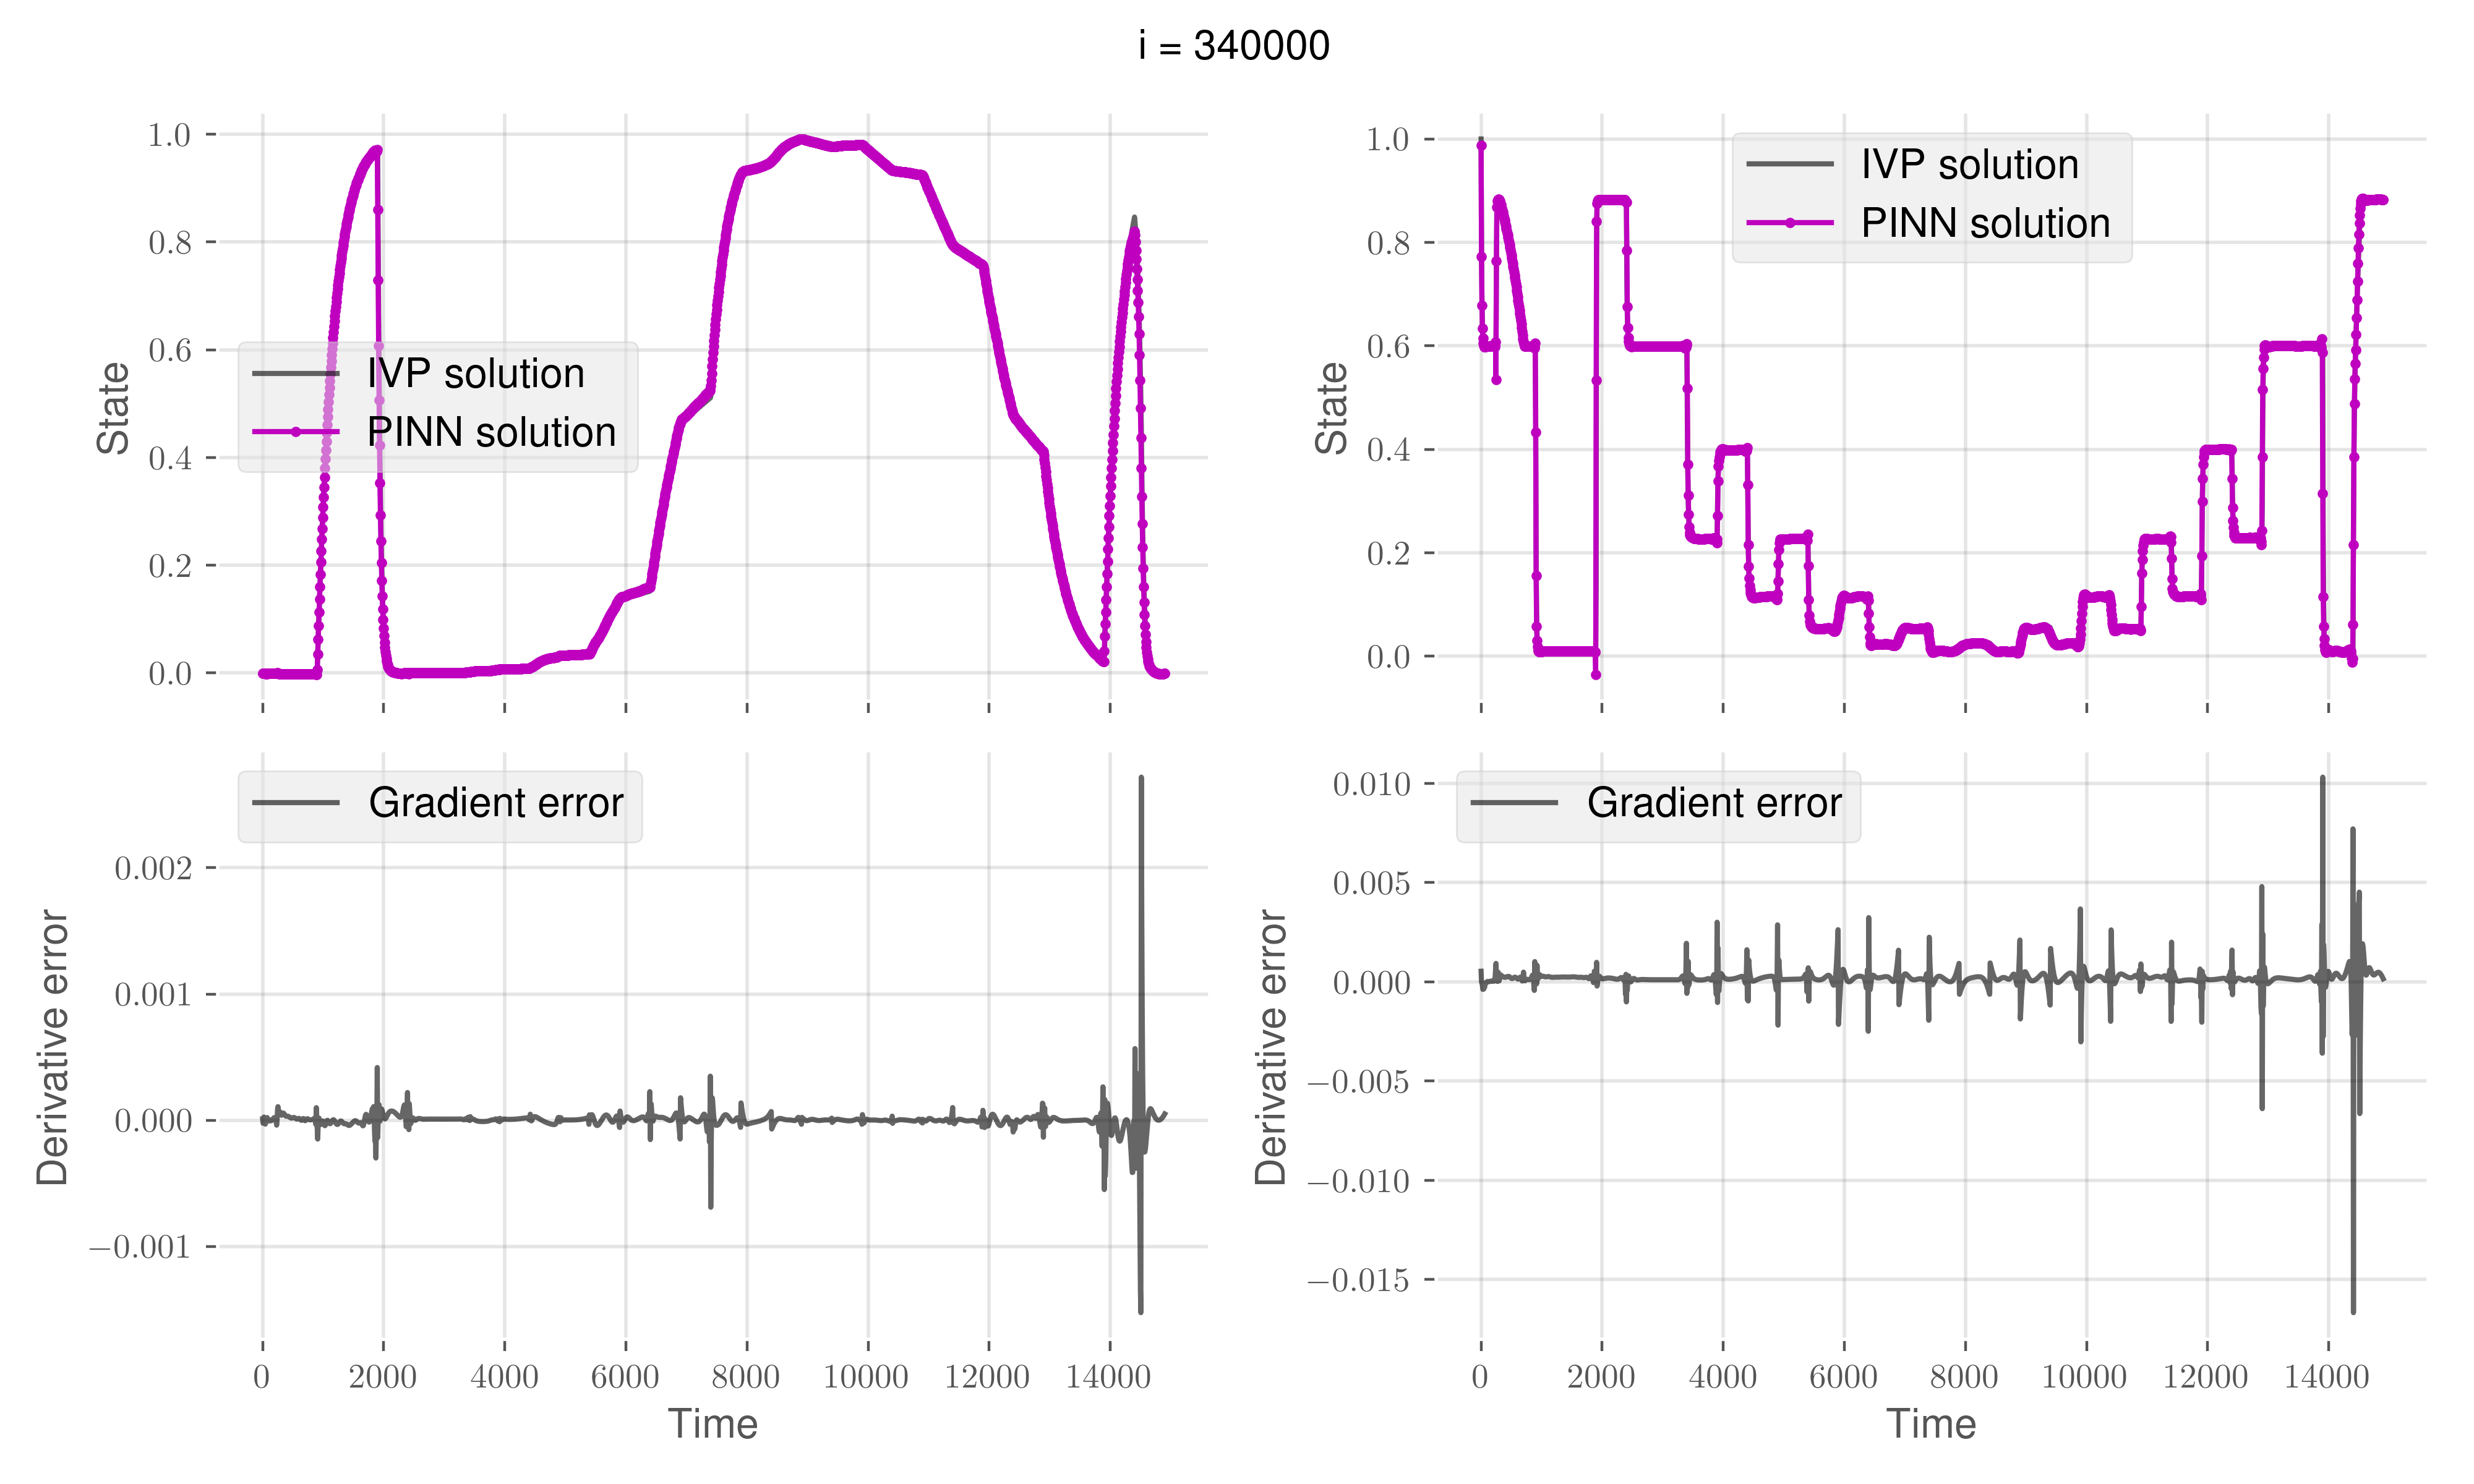 i = 340000
1.0
0.8
0.6
0.4
0.2
0.0
State
IVP solution
PINN solution
1.0
0.8
0.6
0.4
0.2
0.0
State
IVP solution
PINN solution
0.002
0.001
0.000
−0.001
Derivative error
Gradient error
0
2000
4000
6000
8000
10000
12000
14000
Time
0.010
0.005
0.000
−0.005
−0.010
−0.015
Derivative error
Gradient error
0
2000
4000
6000
8000
10000
12000
14000
Time